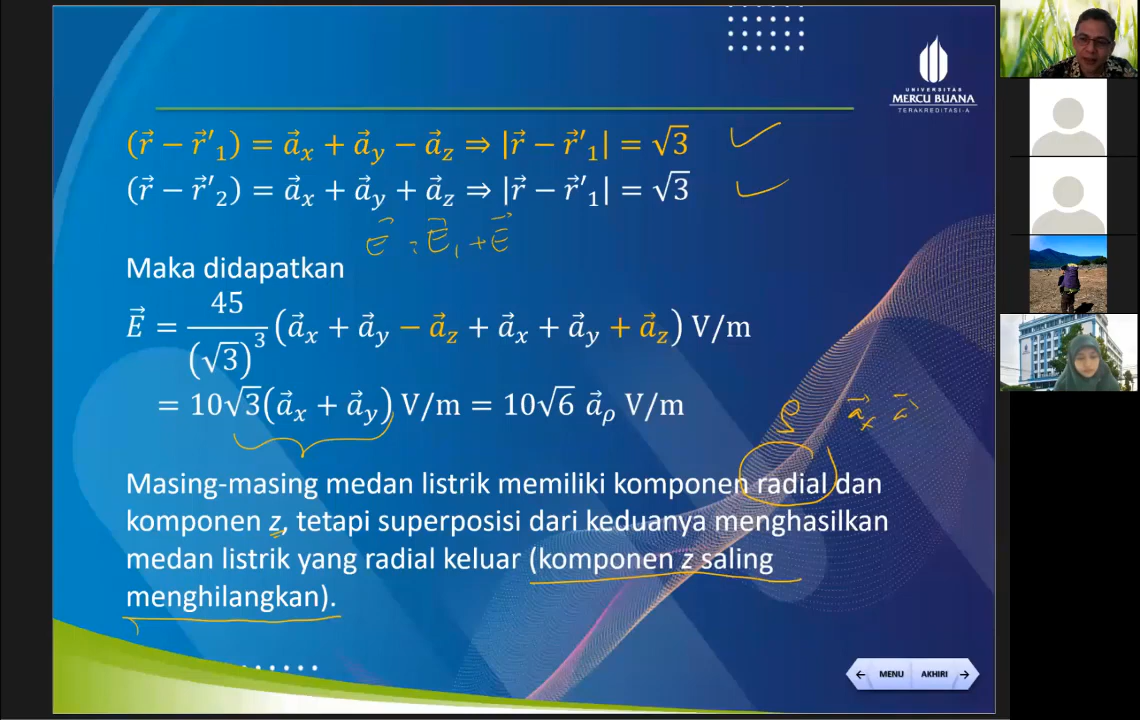 UNIVERSITAS
MERCU BUANA
TERAKREDITASI-A
(r⃗ − r⃗′₁) = a⃗ₓ + a⃗ᵧ − a⃗_z ⇒ |r⃗ − r⃗′₁| = √3
(r⃗ − r⃗′₂) = a⃗ₓ + a⃗ᵧ + a⃗_z ⇒ |r⃗ − r⃗′₁| = √3
E⃗ = E⃗₁ + E⃗
Maka didapatkan
E⃗ = 45/(√3)³ (a⃗ₓ + a⃗ᵧ − a⃗_z + a⃗ₓ + a⃗ᵧ + a⃗_z) V/m
= 10√3(a⃗ₓ + a⃗ᵧ) V/m = 10√6 a⃗_ρ V/m
ρ a⃗ₓ
Masing-masing medan listrik memiliki komponen radial dan
komponen z, tetapi superposisi dari keduanya menghasilkan
medan listrik yang radial keluar (komponen z saling
menghilangkan).
MENU AKHIRI